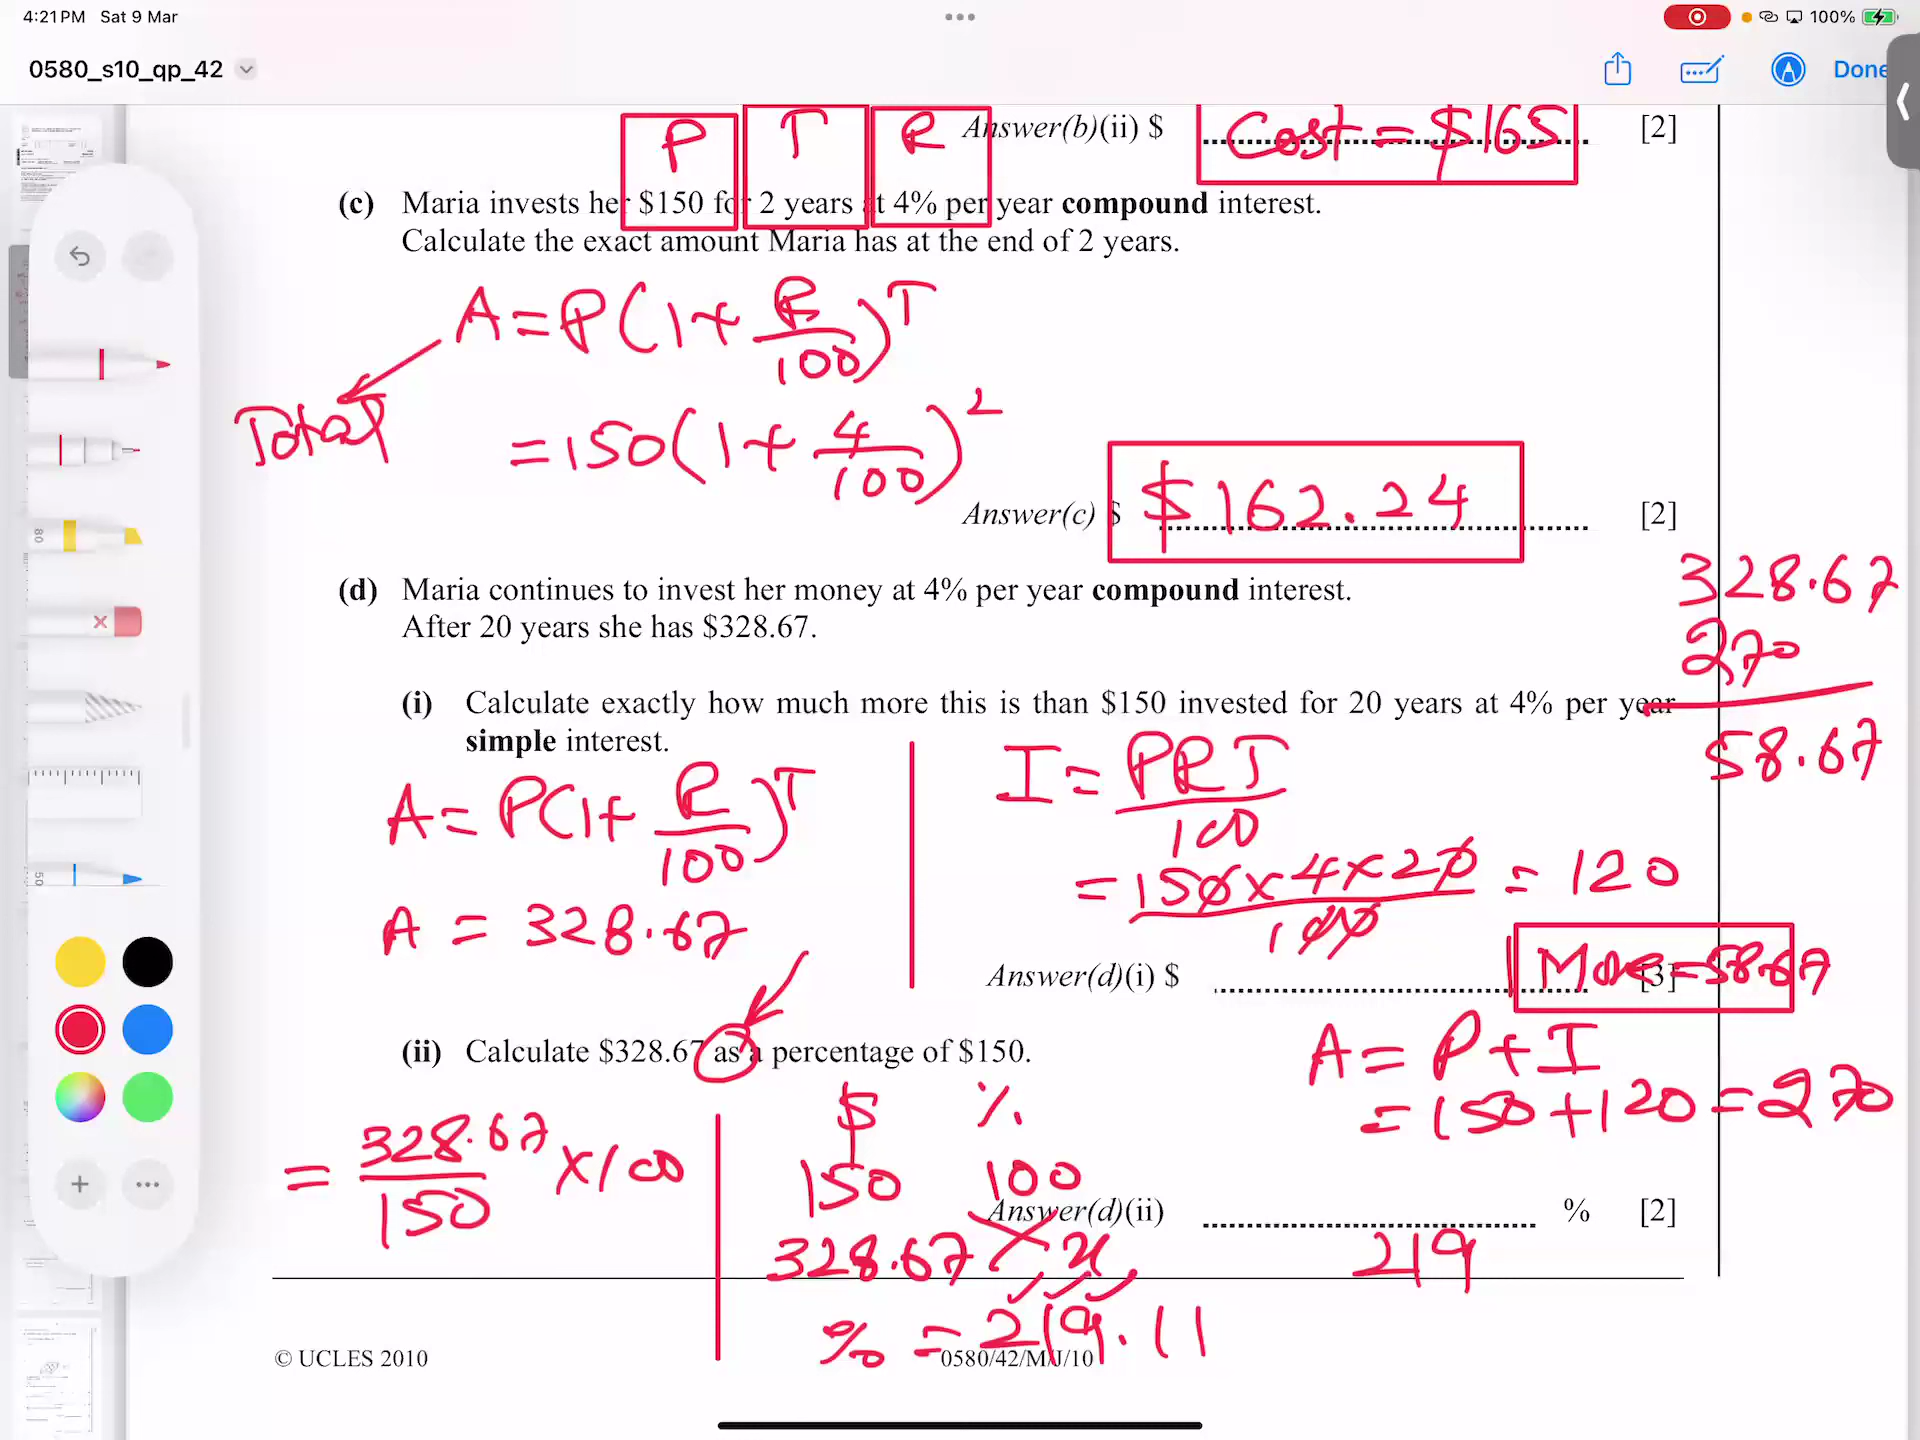 4:21 PM Sat 9 Mar
100%
0580_s10_qp_42
Done
P T R
Answer(b)(ii) $ Cost = $165 [2]
(c) Maria invests her $150 for 2 years at 4% per year compound interest.
Calculate the exact amount Maria has at the end of 2 years.
A = P(1 + R/100)^T
Total
= 150(1 + 4/100)^2
Answer(c) $ $162.24 [2]
(d) Maria continues to invest her money at 4% per year compound interest.
After 20 years she has $328.67.
328.67
270
58.67
(i) Calculate exactly how much more this is than $150 invested for 20 years at 4% per year
simple interest.
A = P(1 + R/100)^T
I = PRT/100
= 150 x 4 x 20/100 = 120
A = 328.67
Answer(d)(i) $ More = 58.67 [3]
(ii) Calculate $328.67 as a percentage of $150.
A = P + I
= 150 + 120 = 270
= 328.67/150 x 100
$ %
150 100
Answer(d)(ii) % [2]
328.67 x
219
% = 219.11
© UCLES 2010
0580/42/M/J/10
80
50